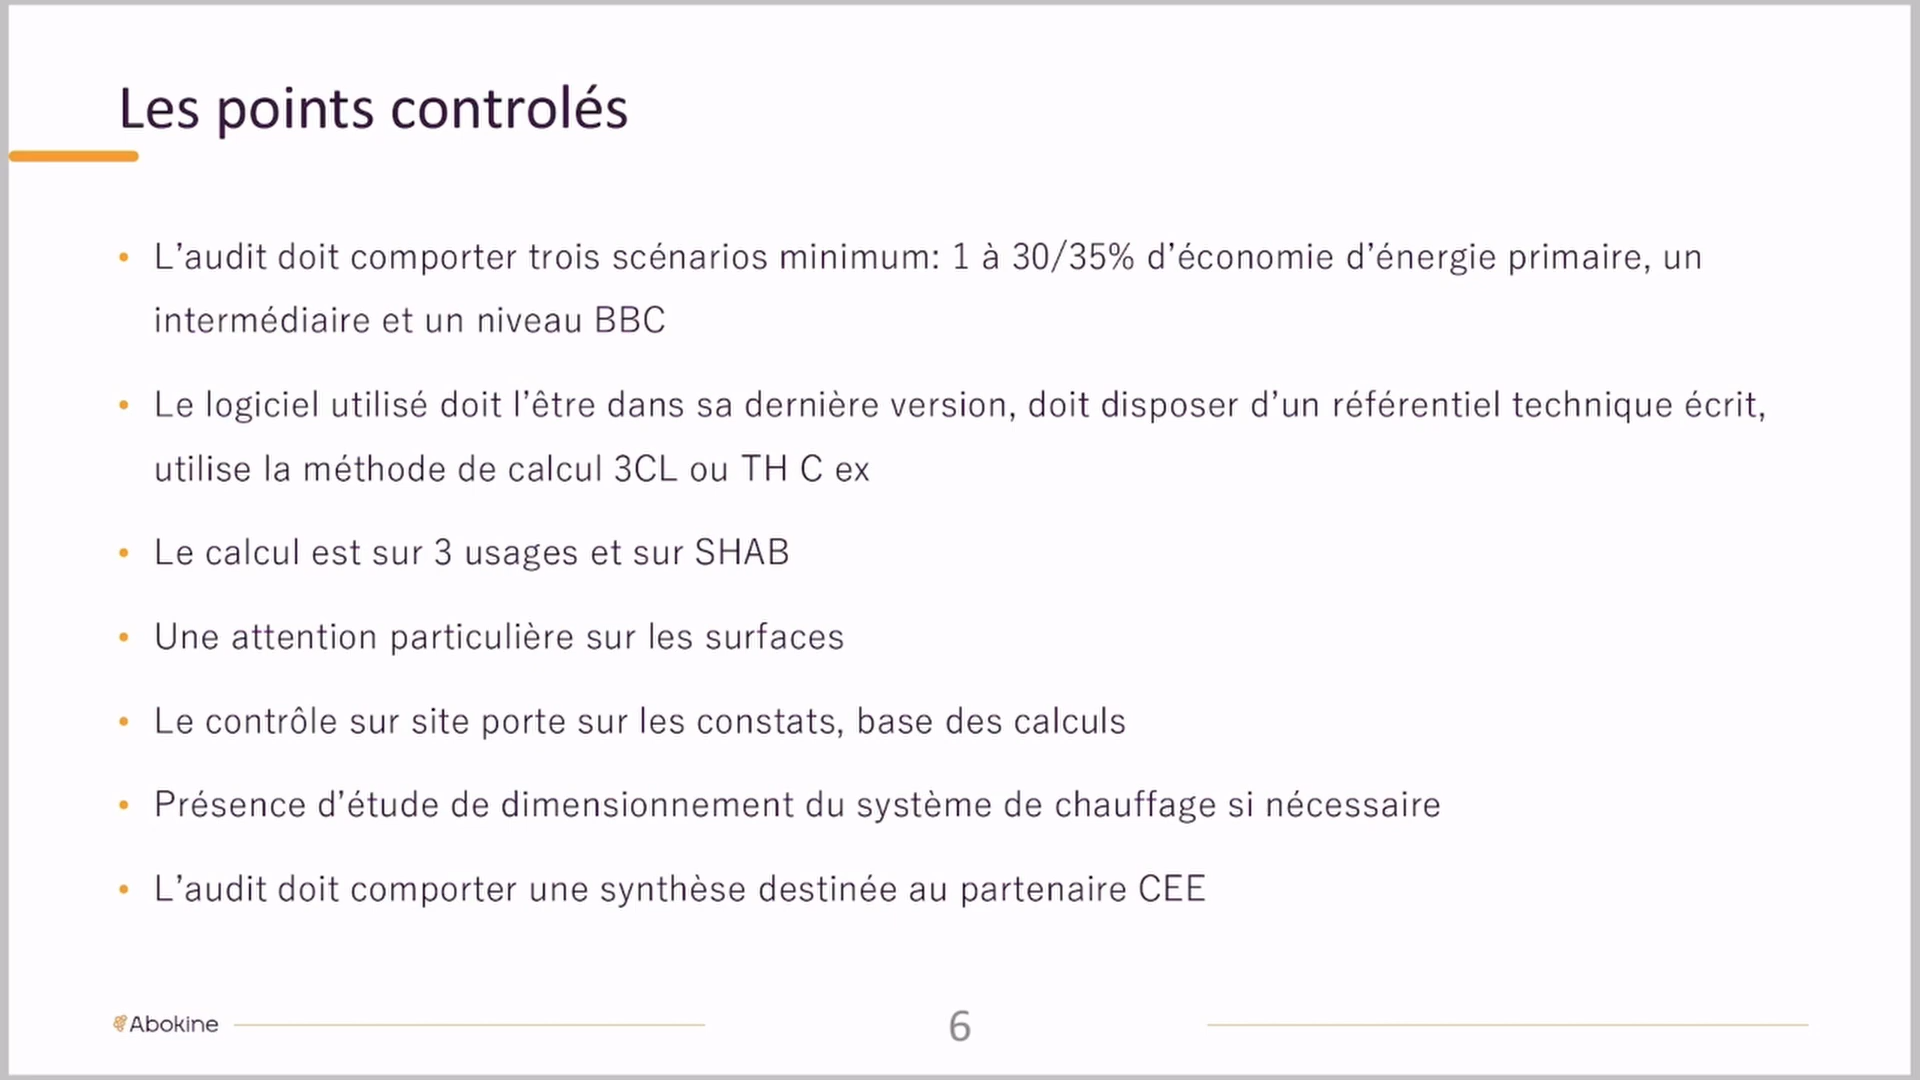 Les points controlés
• L’audit doit comporter trois scénarios minimum: 1 à 30/35% d’économie d’énergie primaire, un
intermédiaire et un niveau BBC
• Le logiciel utilisé doit l’être dans sa dernière version, doit disposer d’un référentiel technique écrit,
utilise la méthode de calcul 3CL ou TH C ex
• Le calcul est sur 3 usages et sur SHAB
• Une attention particulière sur les surfaces
• Le contrôle sur site porte sur les constats, base des calculs
• Présence d’étude de dimensionnement du système de chauffage si nécessaire
• L’audit doit comporter une synthèse destinée au partenaire CEE
Abokine
6